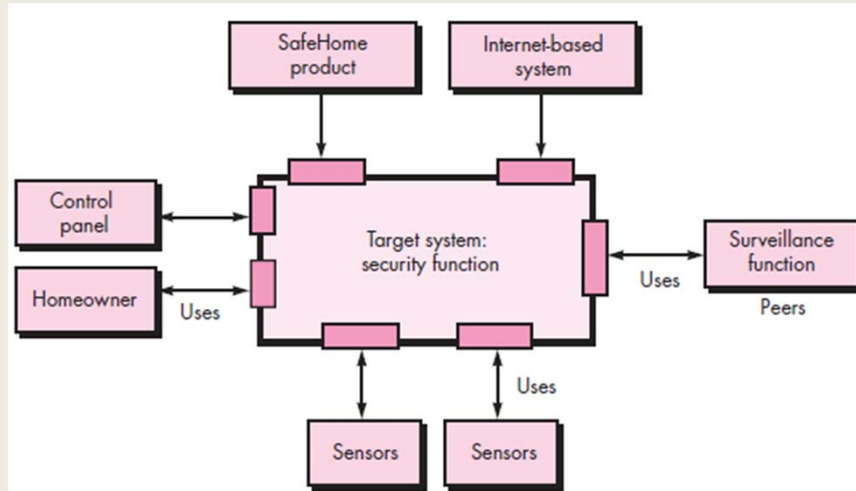 SafeHome
product
Internet-based
system
Control
panel
Target system:
security function
Surveillance
function
Uses
Peers
Homeowner
Uses
Uses
Sensors
Sensors